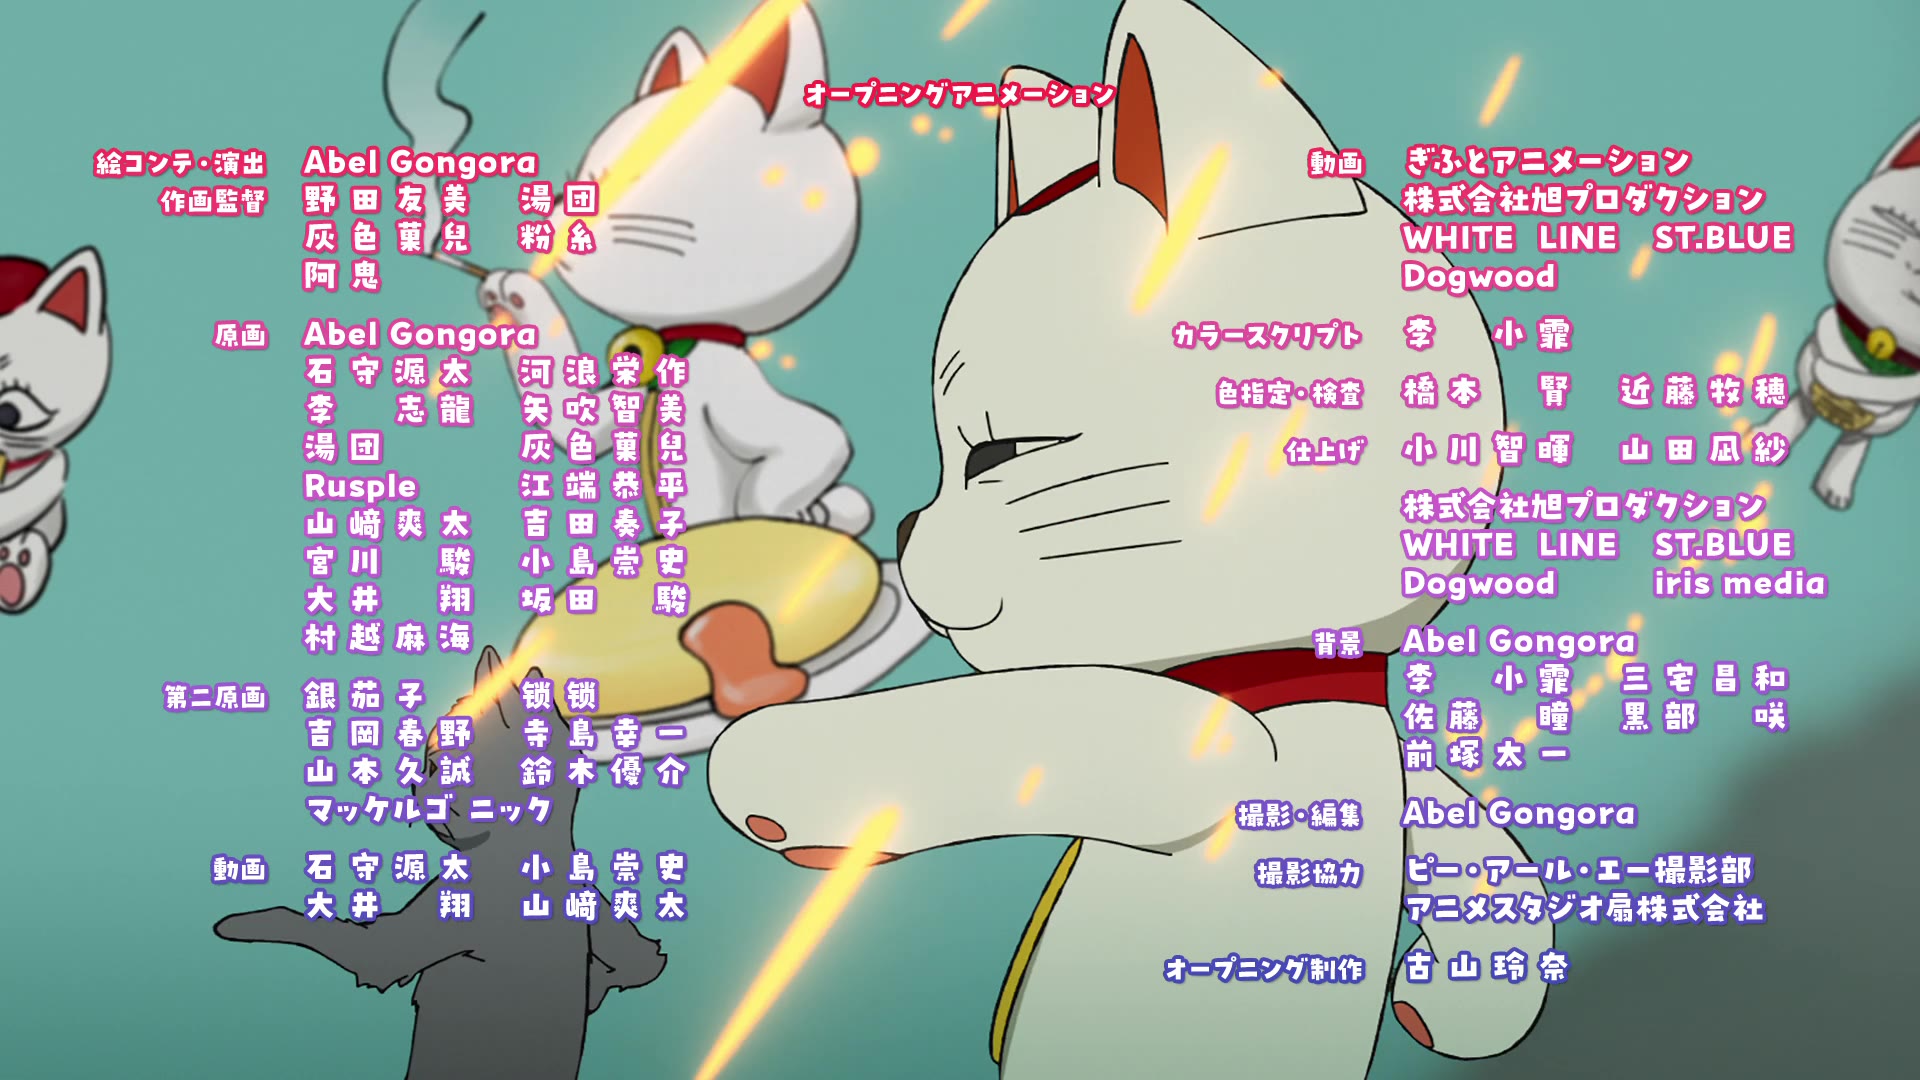 オープニングアニメーション
絵コンテ・演出 Abel Gongora
作画監督 野田友美 湯団
灰色菓兒 粉糸
阿鬼
原画 Abel Gongora
石守源太 河浪栄作
李 志龍 矢吹智美
湯団 灰色菓兒
Rusple 江端恭平
山﨑爽太 吉田奏子
宮川 駿 小島崇史
大井 翔 坂田 駿
村越麻海
第二原画 銀茄子 锁锁
吉岡春野 寺島幸一
山本久誠 鈴木優介
マッケルゴ ニック
動画 石守源太 小島崇史
大井 翔 山﨑爽太
動画 ぎふとアニメーション
株式会社旭プロダクション
WHITE LINE ST.BLUE
Dogwood
カラースクリプト 李 小霏
色指定・検査 橋本 賢 近藤牧穂
仕上げ 小川智暉 山田凪紗
株式会社旭プロダクション
WHITE LINE ST.BLUE
Dogwood iris media
背景 Abel Gongora
李 小霏 三宅昌和
佐藤 瞳 黒部 咲
前塚太一
撮影・編集 Abel Gongora
撮影協力 ピー・アール・エー撮影部
アニメスタジオ扇株式会社
オープニング制作 古山玲奈